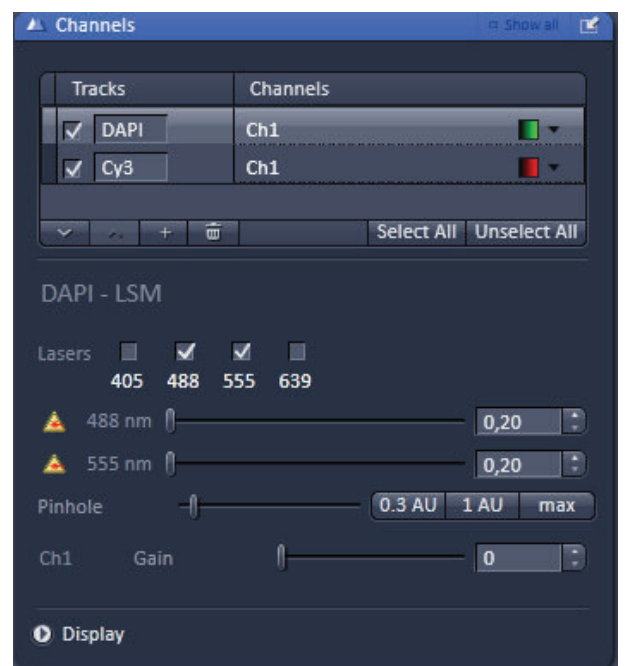 Channels Show all
Tracks Channels
DAPI Ch1
Cy3 Ch1
+ Select All Unselect All
DAPI - LSM
Lasers
405 488 555 639
488 nm 0,20
555 nm 0,20
Pinhole 0.3 AU 1 AU max
Ch1 Gain 0
Display